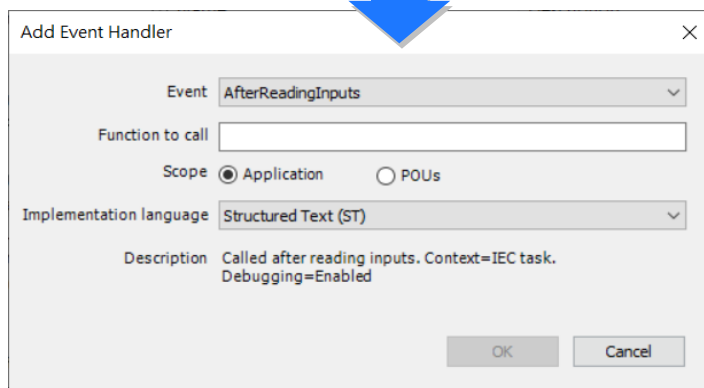 Add Event Handler
Event AfterReadingInputs
Function to call
Scope Application POUs
Implementation language Structured Text (ST)
Description Called after reading inputs. Context=IEC task.
Debugging=Enabled
OK Cancel